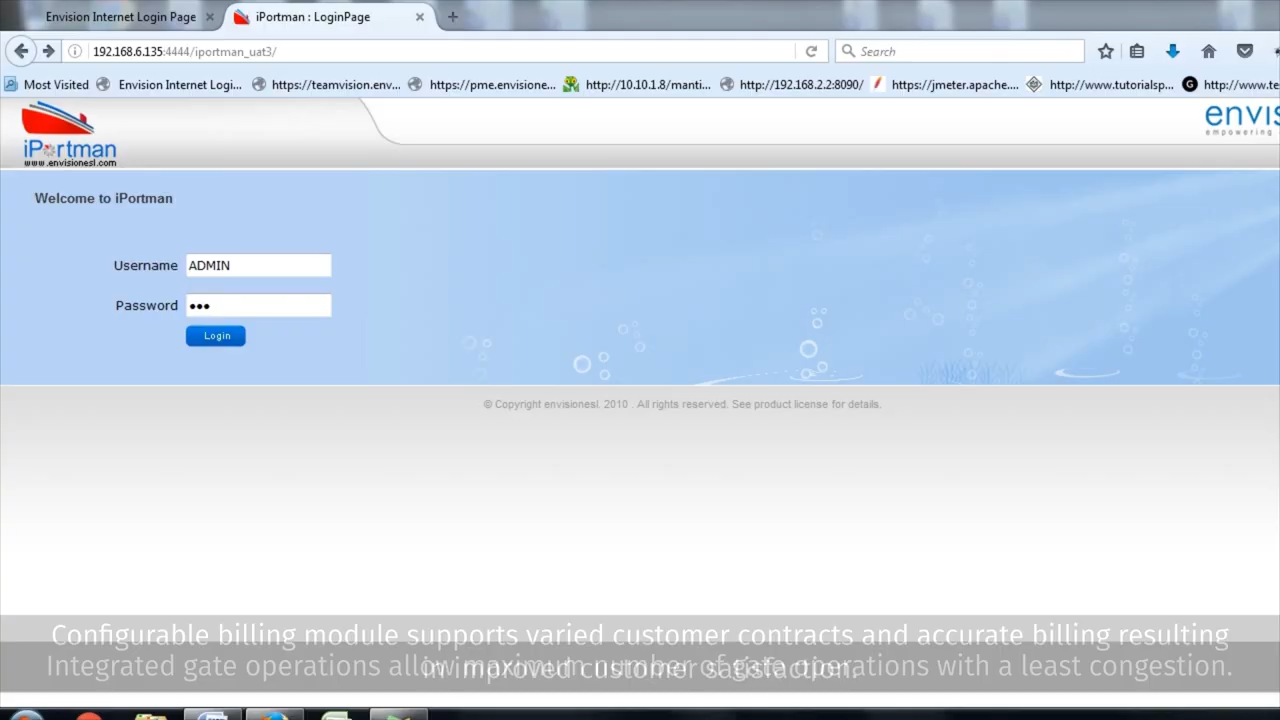 Envision Internet Login Page
iPortman : LoginPage
192.168.6.135:4444/iportman_uat3/
Search
Most Visited
Envision Internet Logi...
https://teamvision.env...
https://pme.envisione...
http://10.10.1.8/manti...
http://192.168.2.2:8090/
https://jmeter.apache....
http://www.tutorialsp...
http://www.te
iPortman
www.envisionesl.com
envis
empowering
Welcome to iPortman
Username ADMIN
Password
Login
© Copyright envisionesl. 2010 . All rights reserved. See product license for details.
Configurable billing module supports varied customer contracts and accurate billing resulting
improved customer satisfaction.
Integrated gate operations allow maximum number of gate operations with a least congestion.